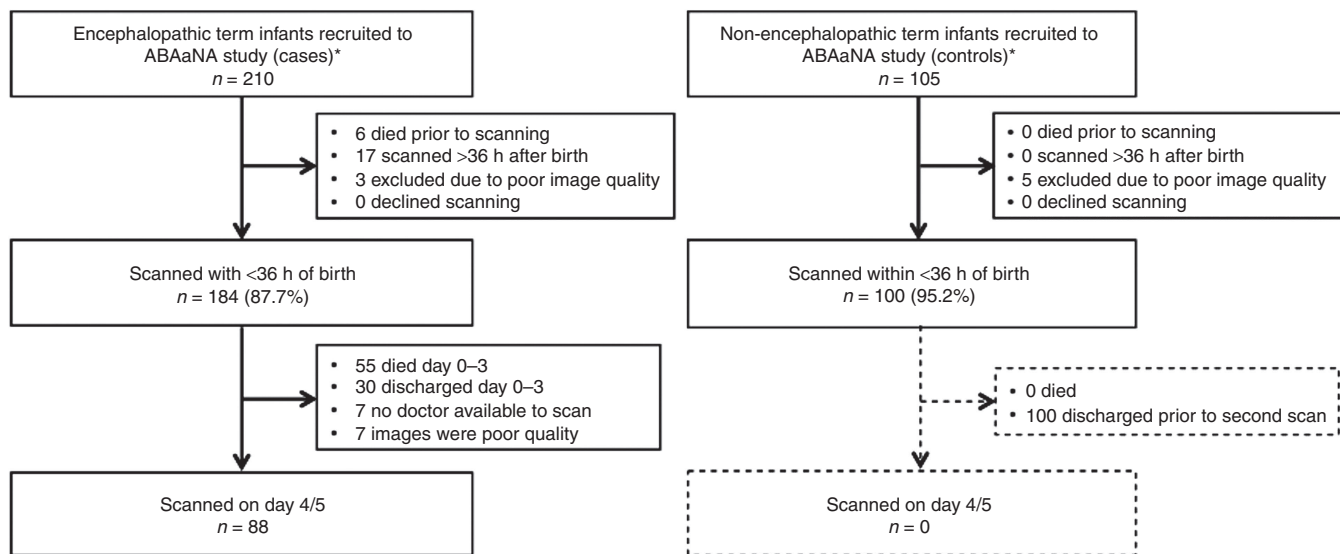 Encephalopathic term infants recruited to
ABAaNA study (cases)*
n = 210
• 6 died prior to scanning
• 17 scanned >36 h after birth
• 3 excluded due to poor image quality
• 0 declined scanning
Scanned with <36 h of birth
n = 184 (87.7%)
• 55 died day 0–3
• 30 discharged day 0–3
• 7 no doctor available to scan
• 7 images were poor quality
Scanned on day 4/5
n = 88
Non-encephalopathic term infants recruited to
ABAaNA study (controls)*
n = 105
• 0 died prior to scanning
• 0 scanned >36 h after birth
• 5 excluded due to poor image quality
• 0 declined scanning
Scanned within <36 h of birth
n = 100 (95.2%)
• 0 died
• 100 discharged prior to second scan
Scanned on day 4/5
n = 0